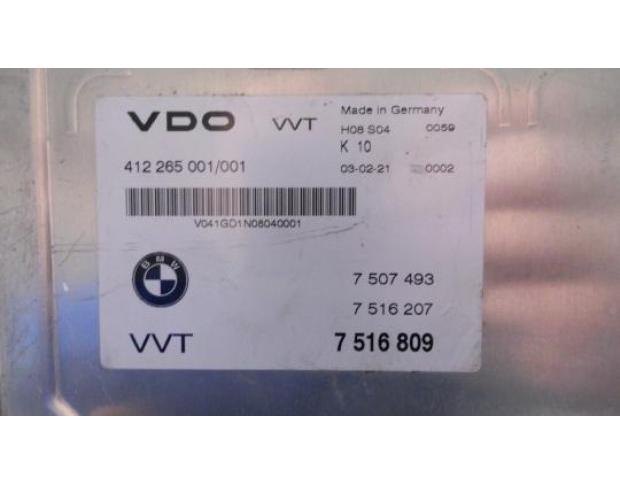 VDO VVT Made in Germany
H08 S04 0059
K 10
412 265 001/001 03-02-21 0002
V041GD1N08040001
BMW
7 507 493
7 516 207
VVT 7 516 809